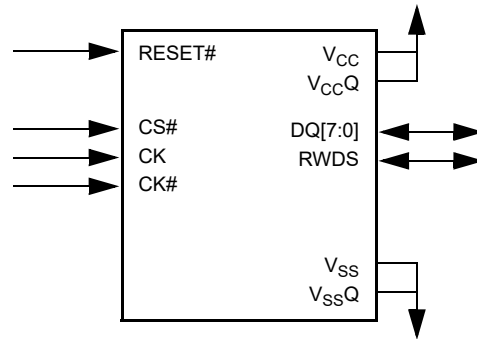 RESET#
CS#
CK
CK#
VCC
VCCQ
DQ[7:0]
RWDS
VSS
VSSQ